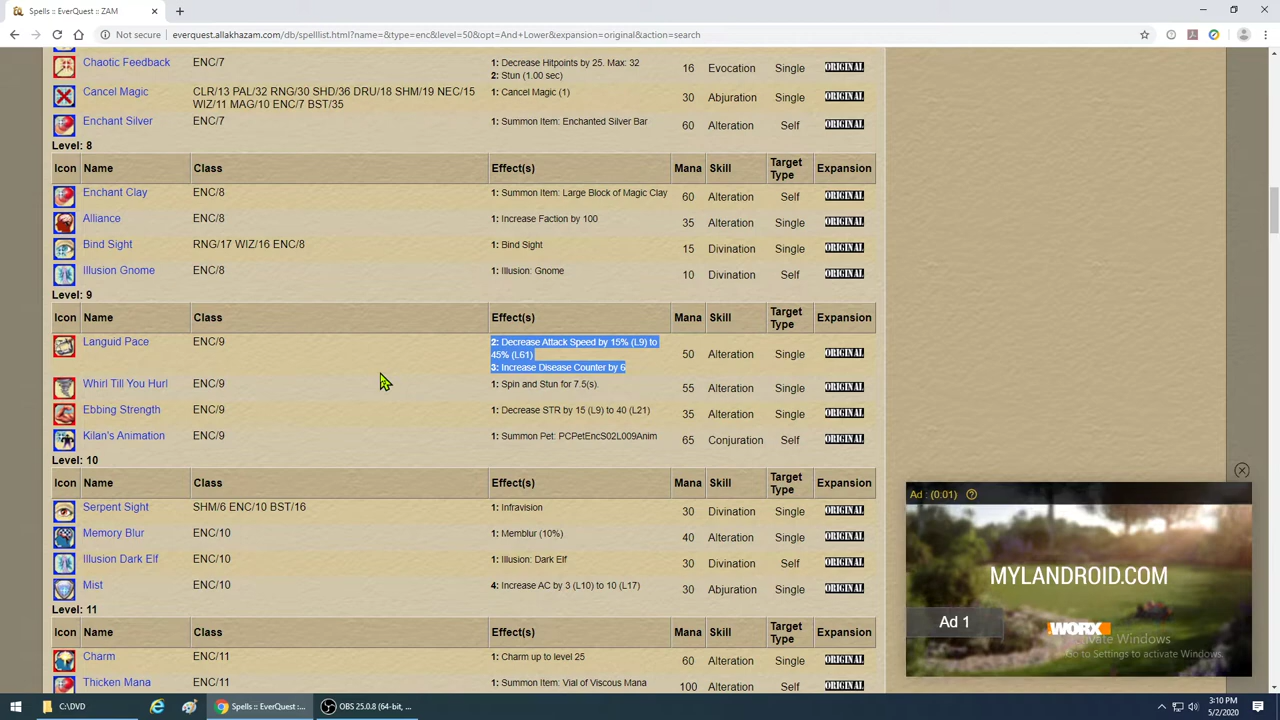 Spells :: EverQuest :: ZAM
everquest.allakhazam.com/db/spelllist.html?name=&type=enc&level=50&opt=And+Lower&expansion=original&action=search
Chaotic Feedback ENC/7 1: Decrease Hitpoints by 25. Max: 32 16 Evocation Single ORIGINAL
2: Stun (1.00 sec)
Cancel Magic CLR/13 PAL/32 RNG/30 SHD/36 DRU/18 SHM/19 NEC/15 1: Cancel Magic (1) 30 Abjuration Single ORIGINAL
WIZ/11 MAG/10 ENC/7 BST/35
Enchant Silver ENC/7 1: Summon Item: Enchanted Silver Bar 60 Alteration Self ORIGINAL
Level: 8
Icon Name Class Effect(s) Mana Skill Target Type Expansion
Enchant Clay ENC/8 1: Summon Item: Large Block of Magic Clay 60 Alteration Self ORIGINAL
Alliance ENC/8 1: Increase Faction by 100 35 Alteration Single ORIGINAL
Bind Sight RNG/17 WIZ/16 ENC/8 1: Bind Sight 15 Divination Single ORIGINAL
Illusion Gnome ENC/8 1: Illusion: Gnome 10 Divination Self ORIGINAL
Level: 9
Icon Name Class Effect(s) Mana Skill Target Type Expansion
Languid Pace ENC/9 2: Decrease Attack Speed by 15% (L9) to 50 Alteration Single ORIGINAL
45% (L61)
3: Increase Disease Counter by 6
Whirl Till You Hurl ENC/9 1: Spin and Stun for 7.5(s). 55 Alteration Single ORIGINAL
Ebbing Strength ENC/9 1: Decrease STR by 15 (L9) to 40 (L21) 35 Alteration Single ORIGINAL
Kilan's Animation ENC/9 1: Summon Pet: PCPetEncS02L009Anim 65 Conjuration Self ORIGINAL
Level: 10
Icon Name Class Effect(s) Mana Skill Target Type Expansion
Serpent Sight SHM/6 ENC/10 BST/16 1: Infravision 30 Divination Single ORIGINAL
Memory Blur ENC/10 1: Memblur (10%) 40 Alteration Single ORIGINAL
Illusion Dark Elf ENC/10 1: Illusion: Dark Elf 30 Divination Self ORIGINAL
Mist ENC/10 4: Increase AC by 3 (L10) to 10 (L17) 30 Abjuration Single ORIGINAL
Level: 11
Icon Name Class Effect(s) Mana Skill Target Type Expansion
Charm ENC/11 1: Charm up to level 25 60 Alteration Single ORIGINAL
Thicken Mana ENC/11 1: Summon Item: Vial of Viscous Mana 100 Alteration Self ORIGINAL
Ad : (0:01)
MYLANDROID.COM
Ad 1
WORX
Activate Windows
Go to Settings to activate Windows.
C:\DVD
Spells :: EverQuest :...
OBS 25.0.8 (64-bit, ...
3:10 PM
5/2/2020